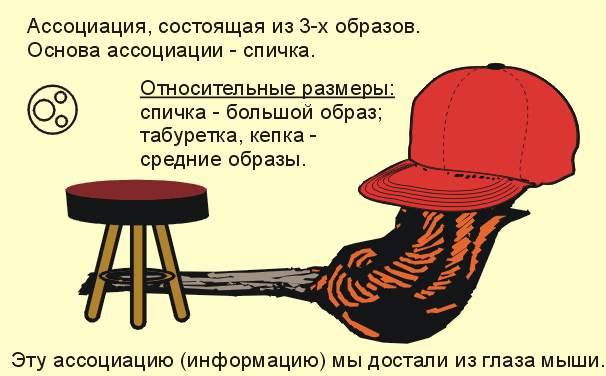 Ассоциация, состоящая из 3-х образов.
Основа ассоциации - спичка.
Относительные размеры:
спичка - большой образ;
табуретка, кепка -
средние образы.
Эту ассоциацию (информацию) мы достали из глаза мыши.